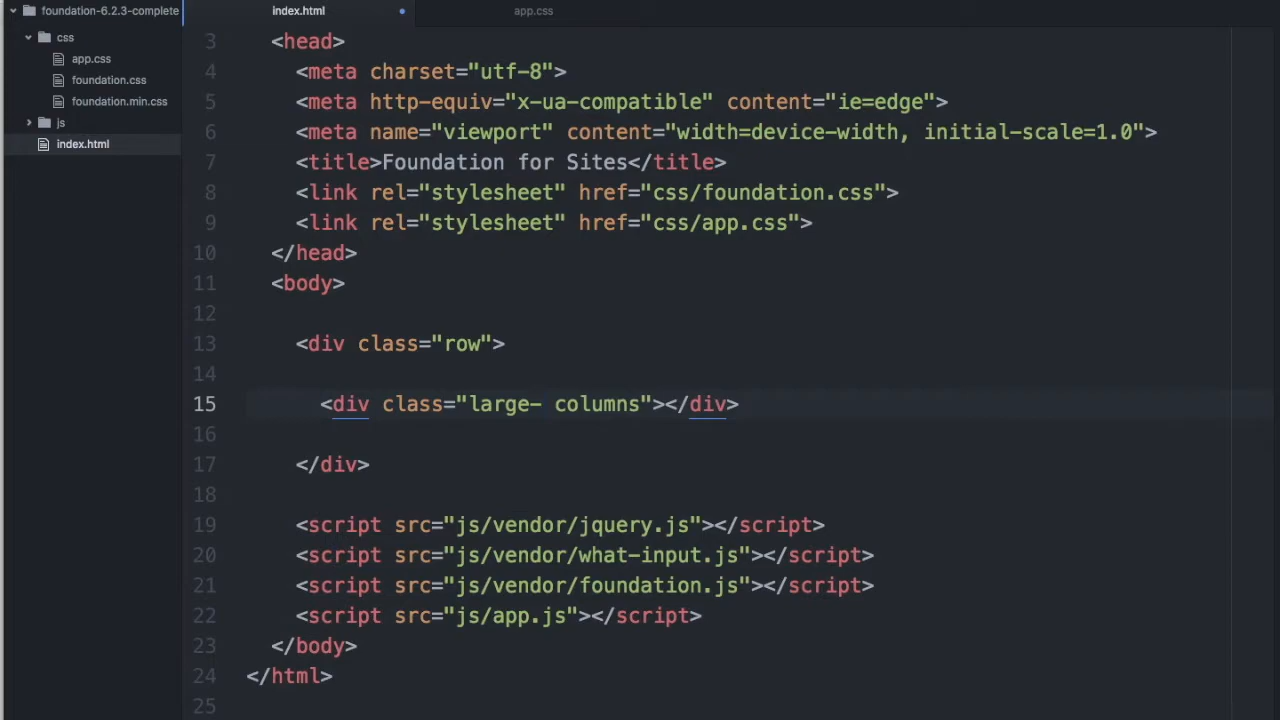 foundation-6.2.3-complete
css
app.css
foundation.css
foundation.min.css
js
index.html
index.html
app.css
3 <head>
4 <meta charset="utf-8">
5 <meta http-equiv="x-ua-compatible" content="ie=edge">
6 <meta name="viewport" content="width=device-width, initial-scale=1.0">
7 <title>Foundation for Sites</title>
8 <link rel="stylesheet" href="css/foundation.css">
9 <link rel="stylesheet" href="css/app.css">
10 </head>
11 <body>
12
13 <div class="row">
14
15 <div class="large- columns"></div>
16
17 </div>
18
19 <script src="js/vendor/jquery.js"></script>
20 <script src="js/vendor/what-input.js"></script>
21 <script src="js/vendor/foundation.js"></script>
22 <script src="js/app.js"></script>
23 </body>
24 </html>
25